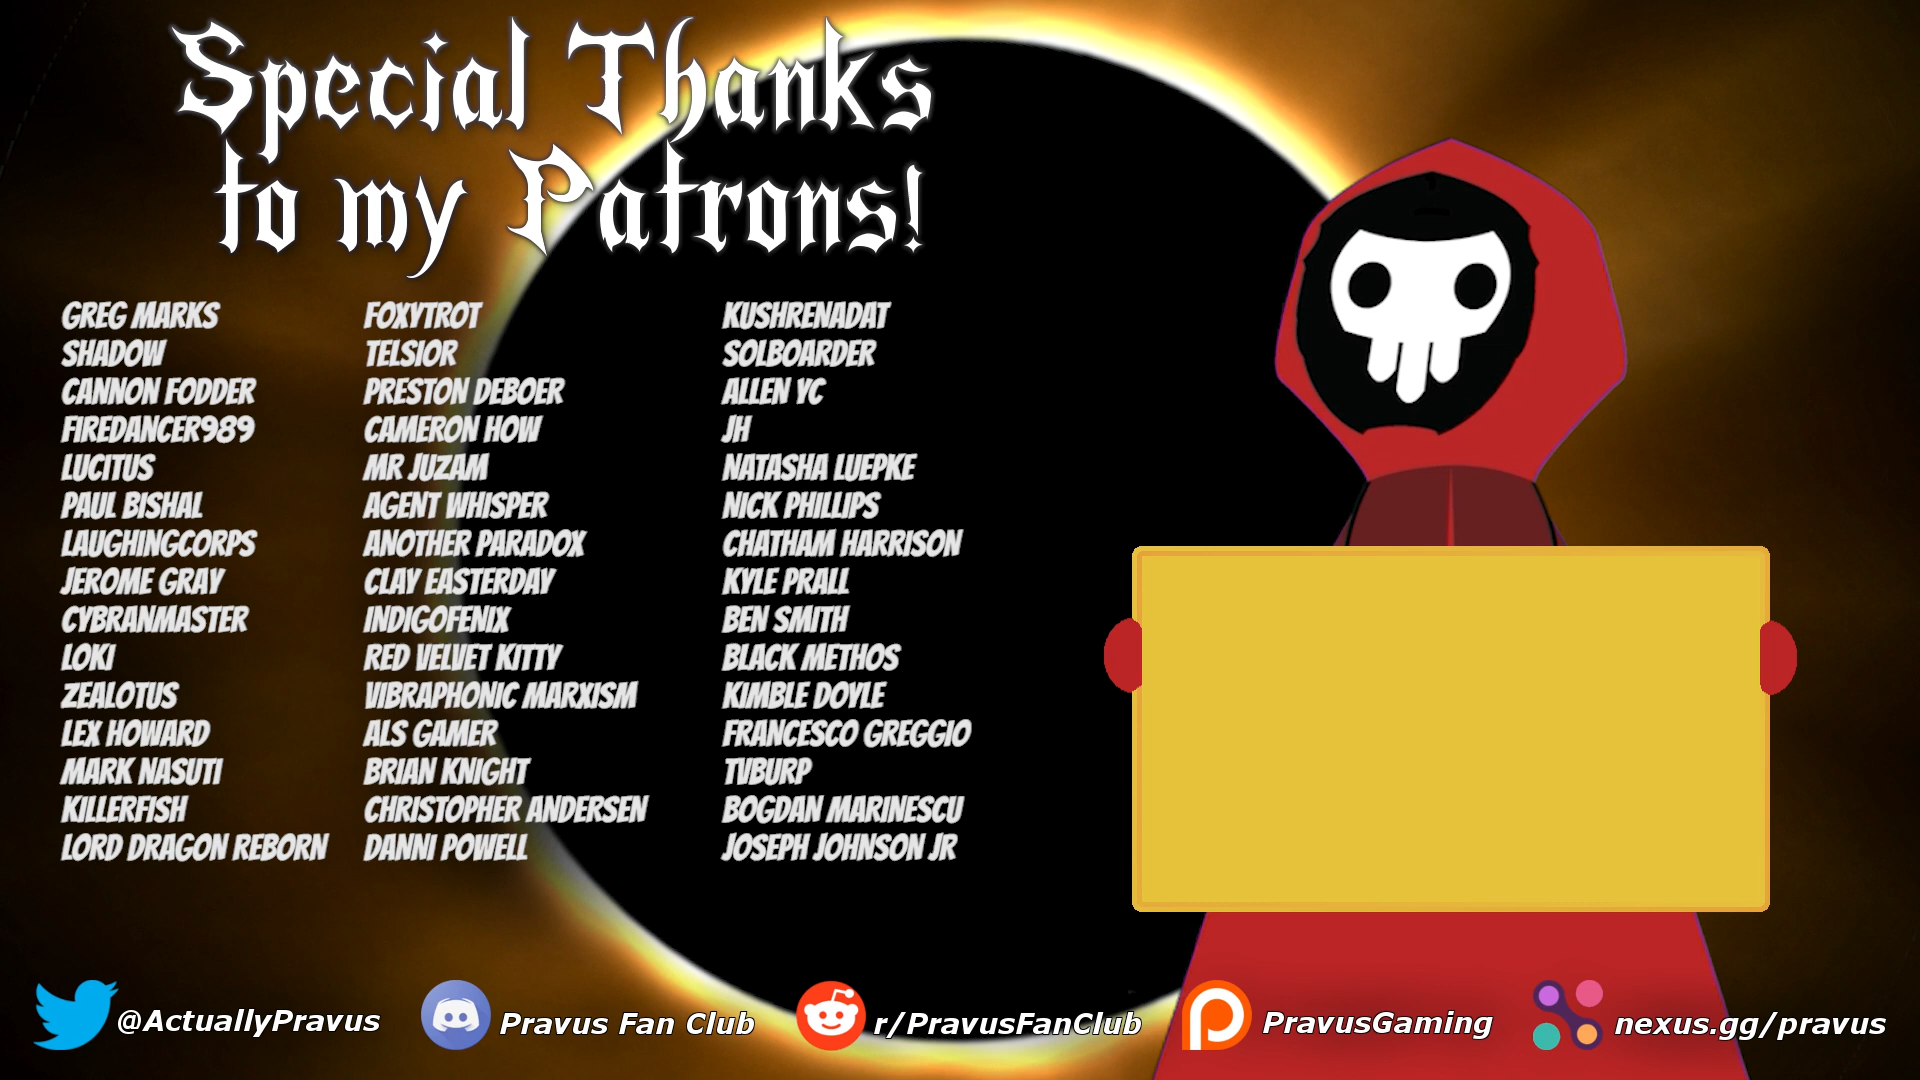 Special Thanks
to my Patrons!
GREG MARKS
SHADOW
CANNON FODDER
FIREDANCER989
LUCITUS
PAUL BISHAL
LAUGHINGCORPS
JEROME GRAY
CYBRANMASTER
LOKI
ZEALOTUS
LEX HOWARD
MARK NASUTI
KILLERFISH
LORD DRAGON REBORN
FOXYTROT
TELSIOR
PRESTON DEBOER
CAMERON HOW
MR JUZAM
AGENT WHISPER
ANOTHER PARADOX
CLAY EASTERDAY
INDIGOFENIX
RED VELVET KITTY
VIBRAPHONIC MARXISM
ALS GAMER
BRIAN KNIGHT
CHRISTOPHER ANDERSEN
DANNI POWELL
KUSHRENADAT
SOLBOARDER
ALLEN YC
JH
NATASHA LUEPKE
NICK PHILLIPS
CHATHAM HARRISON
KYLE PRALL
BEN SMITH
BLACK METHOS
KIMBLE DOYLE
FRANCESCO GREGGIO
TVBURP
BOGDAN MARINESCU
JOSEPH JOHNSON JR
@ActuallyPravus
Pravus Fan Club
r/PravusFanClub
PravusGaming
nexus.gg/pravus